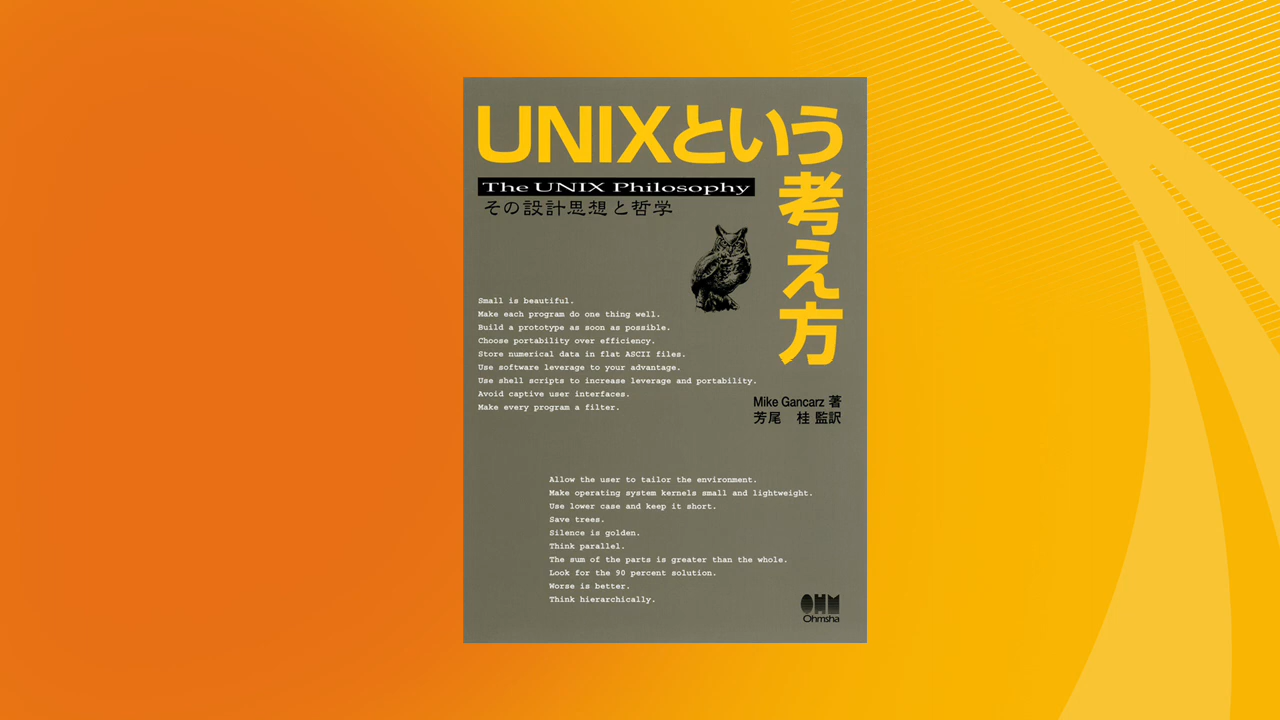 UNIXという
考え方
The UNIX Philosophy
その設計思想と哲学
Small is beautiful.
Make each program do one thing well.
Build a prototype as soon as possible.
Choose portability over efficiency.
Store numerical data in flat ASCII files.
Use software leverage to your advantage.
Use shell scripts to increase leverage and portability.
Avoid captive user interfaces.
Make every program a filter.
Mike Gancarz 著
芳尾 桂 監訳
Allow the user to tailor the environment.
Make operating system kernels small and lightweight.
Use lower case and keep it short.
Save trees.
Silence is golden.
Think parallel.
The sum of the parts is greater than the whole.
Look for the 90 percent solution.
Worse is better.
Think hierarchically.
OHM
Ohmsha